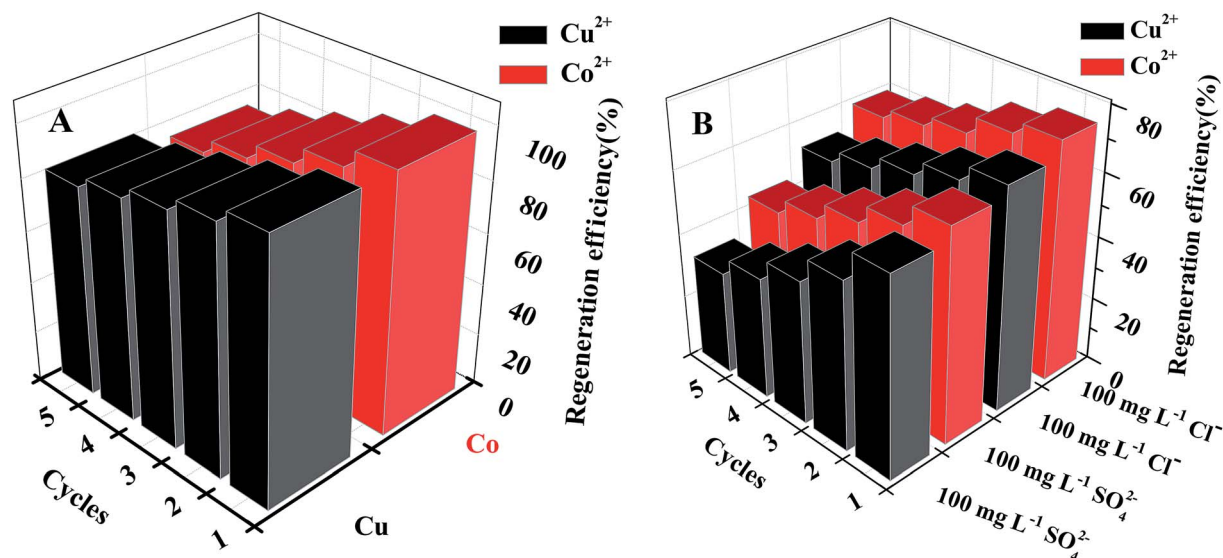 A
Cu2+
Co2+
100
80
60
40
20
0
Regeneration efficiency(%)
5
4
3
2
1
Cycles
Cu
Co
B
Cu2+
Co2+
80
60
40
20
0
Regeneration efficiency(%)
5
4
3
2
1
Cycles
100 mg L-1 Cl-
100 mg L-1 Cl-
100 mg L-1 SO42-
100 mg L-1 SO42-